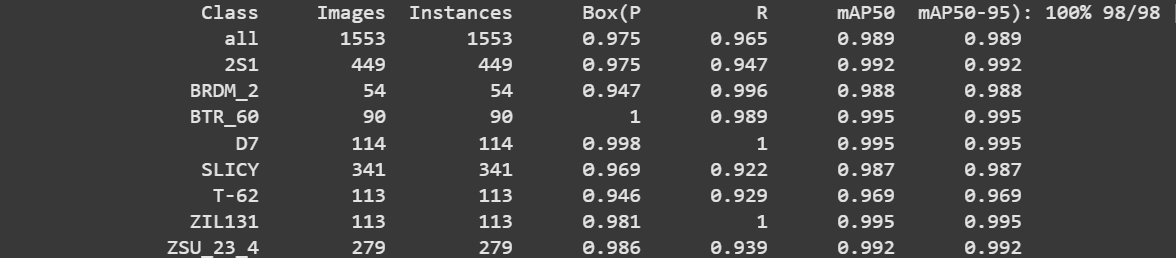 Class Images Instances Box(P R mAP50 mAP50-95): 100% 98/98
all 1553 1553 0.975 0.965 0.989 0.989
2S1 449 449 0.975 0.947 0.992 0.992
BRDM_2 54 54 0.947 0.996 0.988 0.988
BTR_60 90 90 1 0.989 0.995 0.995
D7 114 114 0.998 1 0.995 0.995
SLICY 341 341 0.969 0.922 0.987 0.987
T-62 113 113 0.946 0.929 0.969 0.969
ZIL131 113 113 0.981 1 0.995 0.995
ZSU_23_4 279 279 0.986 0.939 0.992 0.992